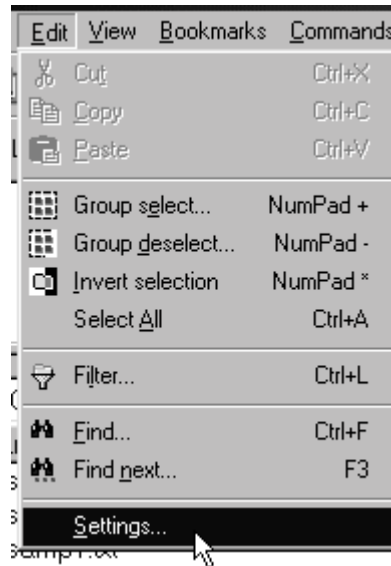 Edit View Bookmarks Commands
Cut Ctrl+X
Copy Ctrl+C
Paste Ctrl+V
Group select... NumPad +
Group deselect... NumPad -
Invert selection NumPad *
Select All Ctrl+A
Filter... Ctrl+L
Find... Ctrl+F
Find next... F3
Settings...